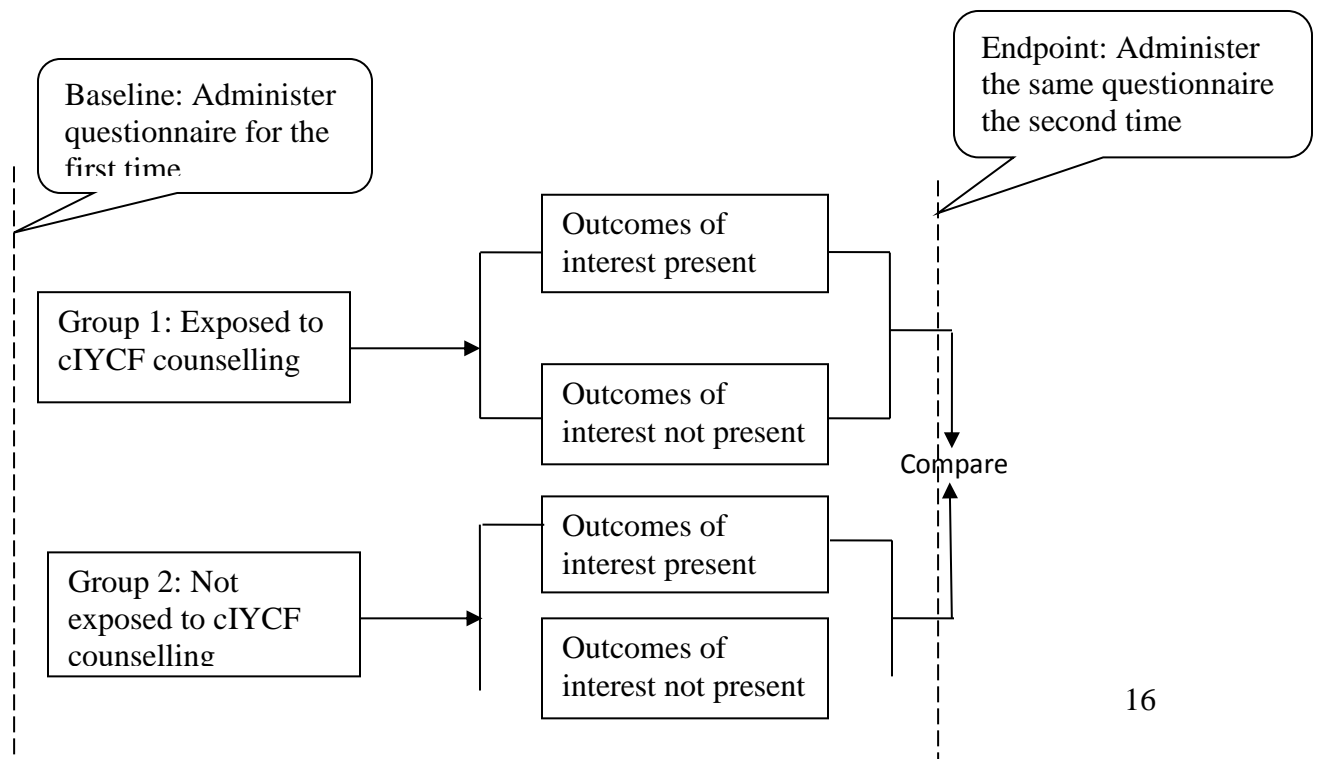 Baseline: Administer
questionnaire for the
first time
Endpoint: Administer
the same questionnaire
the second time
Outcomes of
interest present
Group 1: Exposed to
cIYCF counselling
Outcomes of
interest not present
Compare
Outcomes of
interest present
Group 2: Not
exposed to cIYCF
counselling
Outcomes of
interest not present
16